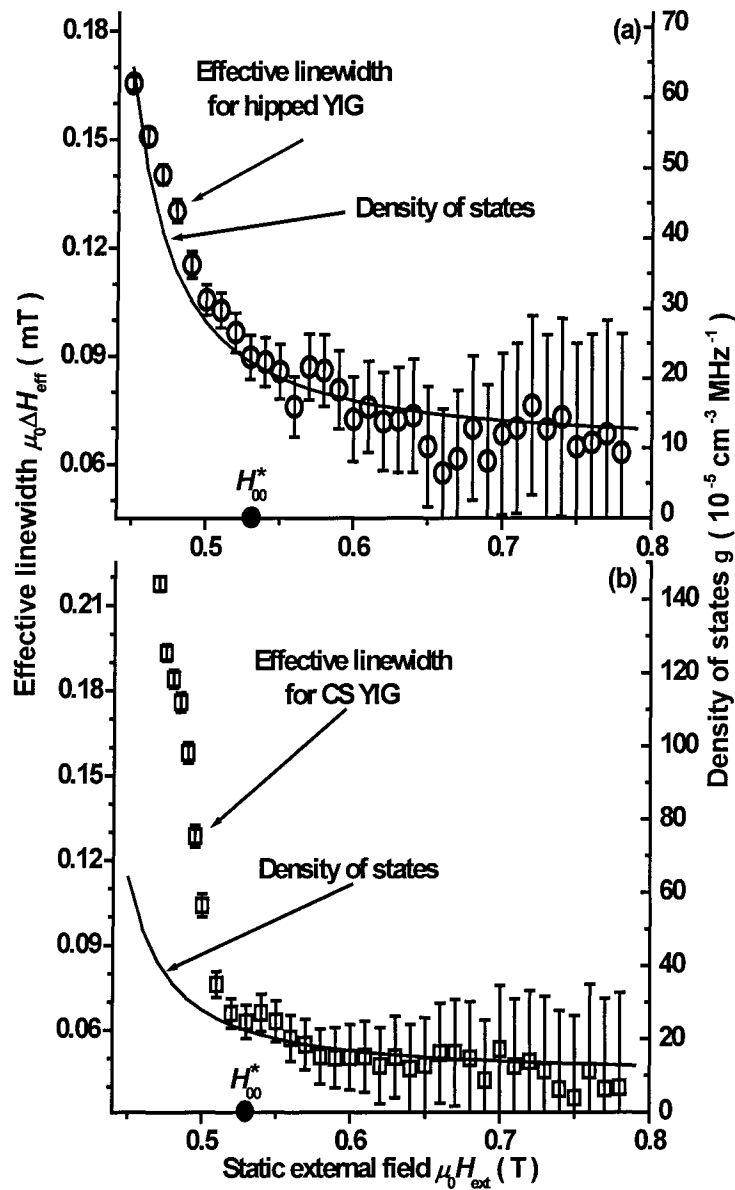 (a)
Effective linewidth
for hipped YIG
Density of states
H*00
0.18
0.15
0.12
0.09
0.06
70
60
50
40
30
20
10
0
0.5
0.6
0.7
0.8
Effective linewidth μ0ΔHeff ( mT )
Density of states g ( 10-5 cm-3 MHz-1 )
(b)
Effective linewidth
for CS YIG
Density of states
H*00
0.21
0.18
0.15
0.12
0.09
0.06
140
120
100
80
60
40
20
0
0.5
0.6
0.7
0.8
Static external field μ0Hext ( T )